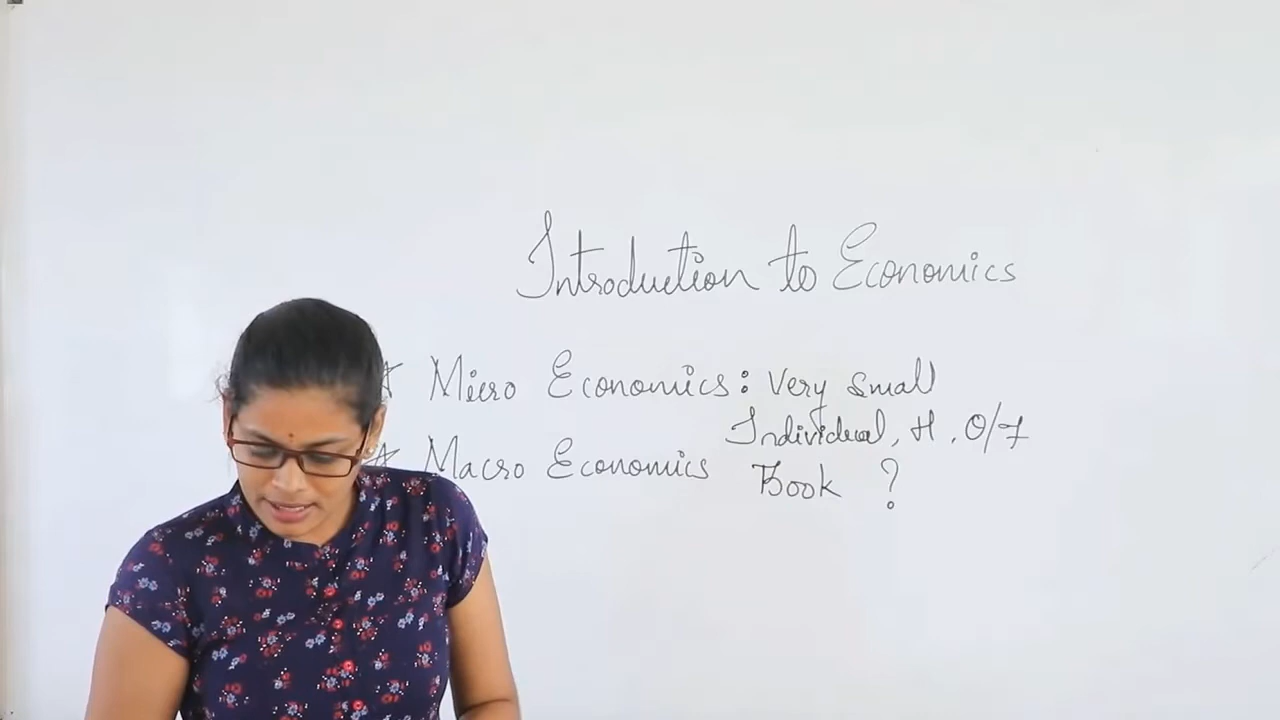 Introduction to Economics
★ Micro Economics : Very Small
Individual, H, O/F
★ Macro Economics
Book ?